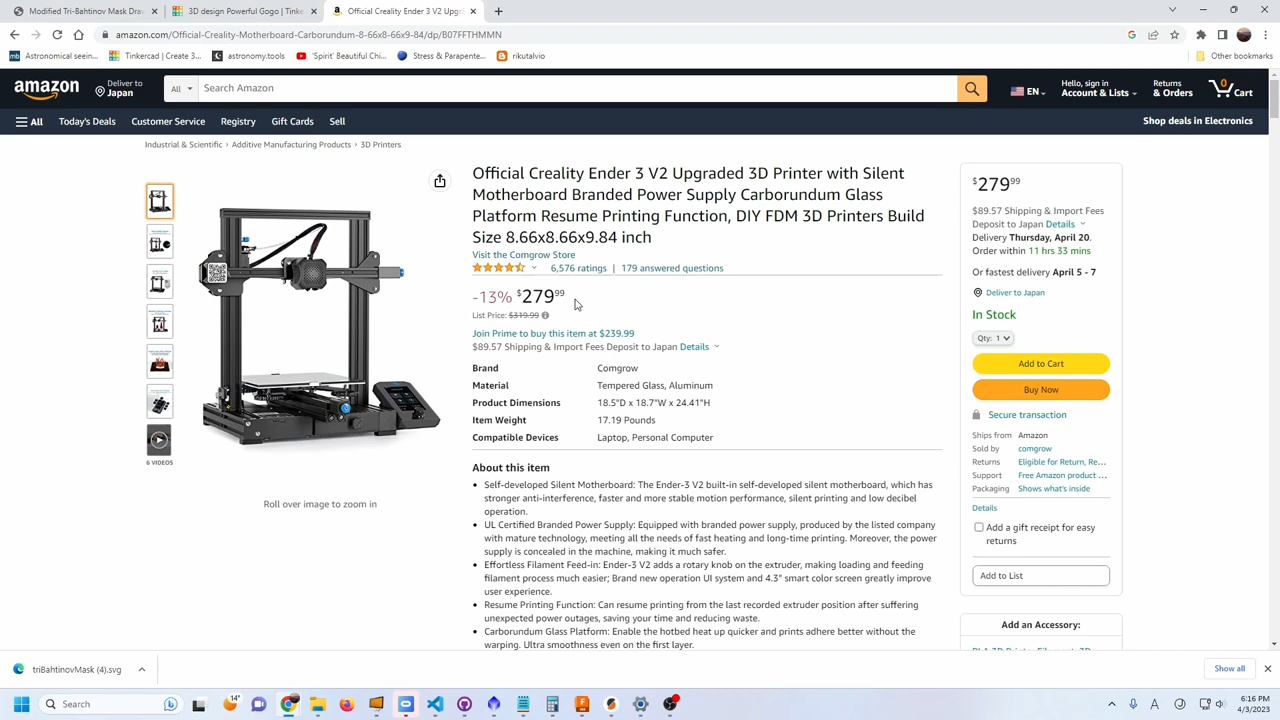 Modified Tri-Bahtinov Mask Draw
3D design Powerful Gogo | Tinke
Official Creality Ender 3 V2 Upg
amazon.com/Official-Creality-Motherboard-Carborundum-8-66x8-66x9-84/dp/B07FFTHMMN
Astronomical seein...
Tinkercad | Create 3...
astronomy.tools
'Spirit' Beautiful Chi...
Stress & Parapente...
rikutalvio
Other bookmarks
amazon
Deliver to
Japan
All
Search Amazon
EN
Hello, sign in
Account & Lists
Returns
& Orders
0
Cart
All
Today's Deals
Customer Service
Registry
Gift Cards
Sell
Shop deals in Electronics
Industrial & Scientific › Additive Manufacturing Products › 3D Printers
Official Creality Ender 3 V2 Upgraded 3D Printer with Silent
Motherboard Branded Power Supply Carborundum Glass
Platform Resume Printing Function, DIY FDM 3D Printers Build
Size 8.66x8.66x9.84 inch
Visit the Comgrow Store
6,576 ratings | 179 answered questions
-13% $279 99
List Price: $319.99
Join Prime to buy this item at $239.99
$89.57 Shipping & Import Fees Deposit to Japan Details
Brand Comgrow
Material Tempered Glass, Aluminum
Product Dimensions 18.5"D x 18.7"W x 24.41"H
Item Weight 17.19 Pounds
Compatible Devices Laptop, Personal Computer
About this item
• Self-developed Silent Motherboard: The Ender-3 V2 built-in self-developed silent motherboard, which has
stronger anti-interference, faster and more stable motion performance, silent printing and low decibel
operation.
• UL Certified Branded Power Supply: Equipped with branded power supply, produced by the listed company
with mature technology, meeting all the needs of fast heating and long-time printing. Moreover, the power
supply is concealed in the machine, making it much safer.
• Effortless Filament Feed-in: Ender-3 V2 adds a rotary knob on the extruder, making loading and feeding
filament process much easier; Brand new operation UI system and 4.3" smart color screen greatly improve
user experience.
• Resume Printing Function: Can resume printing from the last recorded extruder position after suffering
unexpected power outages, saving your time and reducing waste.
• Carborundum Glass Platform: Enable the hotbed heat up quicker and prints adhere better without the
warping. Ultra smoothness even on the first layer.
6 VIDEOS
Roll over image to zoom in
$279 99
$89.57 Shipping & Import Fees
Deposit to Japan Details
Delivery Thursday, April 20.
Order within 11 hrs 33 mins
Or fastest delivery April 5 - 7
Deliver to Japan
In Stock
Qty: 1
Add to Cart
Buy Now
Secure transaction
Ships from Amazon
Sold by comgrow
Returns Eligible for Return, Re...
Support Free Amazon product ...
Packaging Shows what's inside
Details
Add a gift receipt for easy
returns
Add to List
Add an Accessory:
triBahtinovMask (4).svg
Show all
Search
14°
6:16 PM
4/3/2023